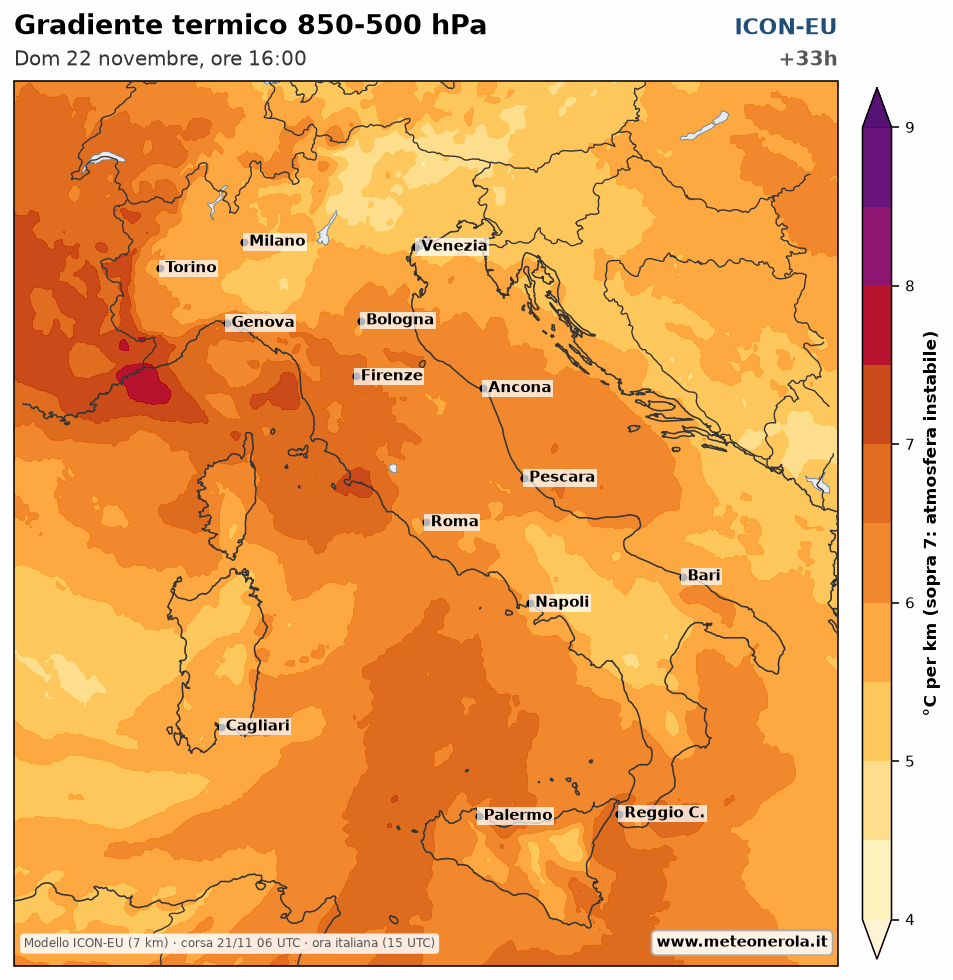 Gradiente termico 850-500 hPa
ICON-EU
Dom 22 novembre, ore 16:00
+33h
9
8
7
6
5
4
°C per km (sopra 7: atmosfera instabile)
Milano
Venezia
Torino
Genova
Bologna
Firenze
Ancona
Pescara
Roma
Bari
Napoli
Cagliari
Palermo
Reggio C.
Modello ICON-EU (7 km) · corsa 21/11 06 UTC · ora italiana (15 UTC)
www.meteonerola.it